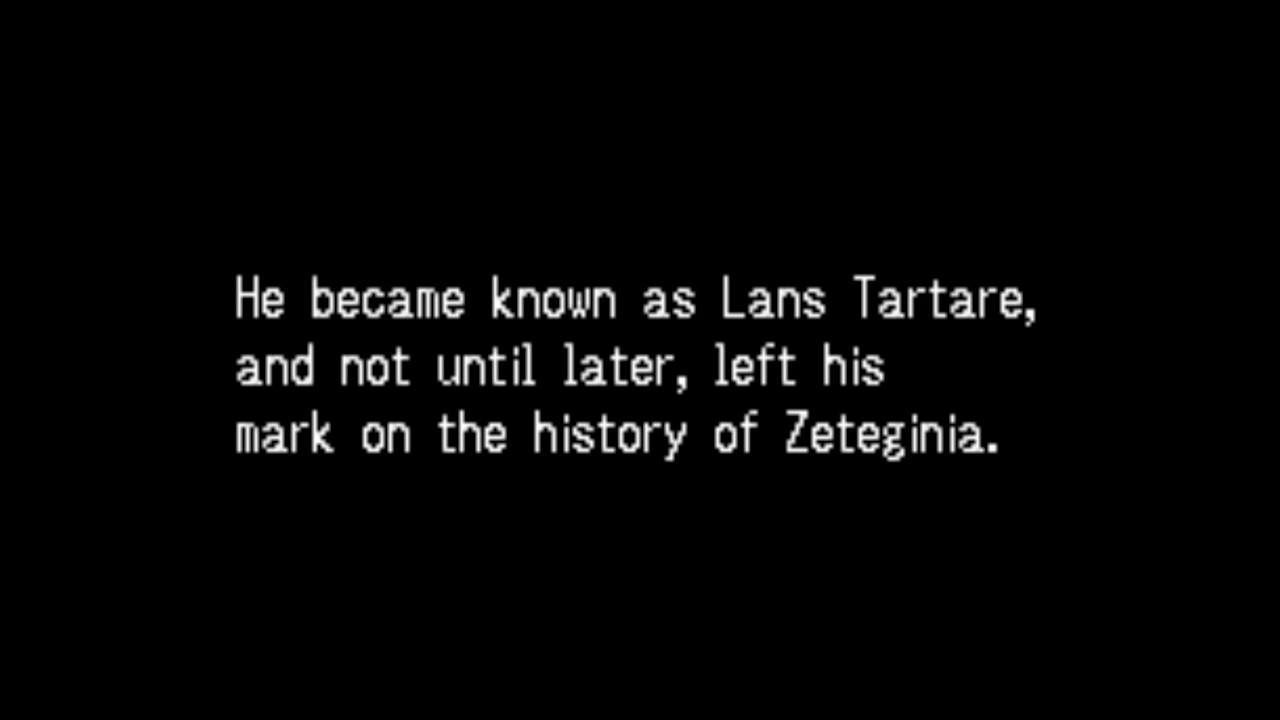 He became known as Lans Tartare,
and not until later, left his
mark on the history of Zeteginia.